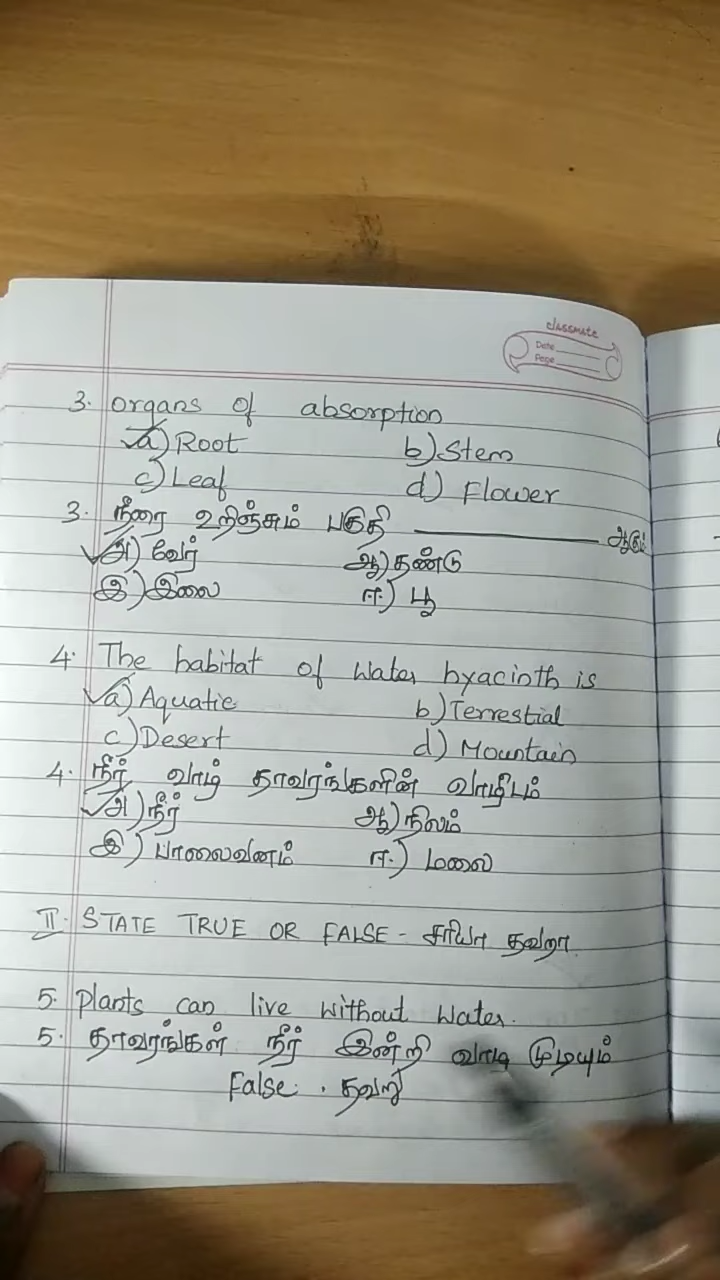 classmate
Date
Page
3. organs of absorption
a) Root b) Stem
c) Leaf d) Flower
3. நீரை உறிஞ்சும் பகுதி ____________ ஆகும்
அ) வேர் ஆ) தண்டு
இ) இலை ஈ) பூ
4. The habitat of water hyacinth is
a) Aquatic b) Terrestial
c) Desert d) Mountain
4. நீர் வாழ் தாவரங்களின் வாழிடம்
அ) நீர் ஆ) நிலம்
இ) பாலைவனம் ஈ) மலை
II. STATE TRUE OR FALSE - சரியா தவறா.
5. Plants can live without water.
5. தாவரங்கள் நீர் இன்றி வாழ முடியும்
False. தவறு